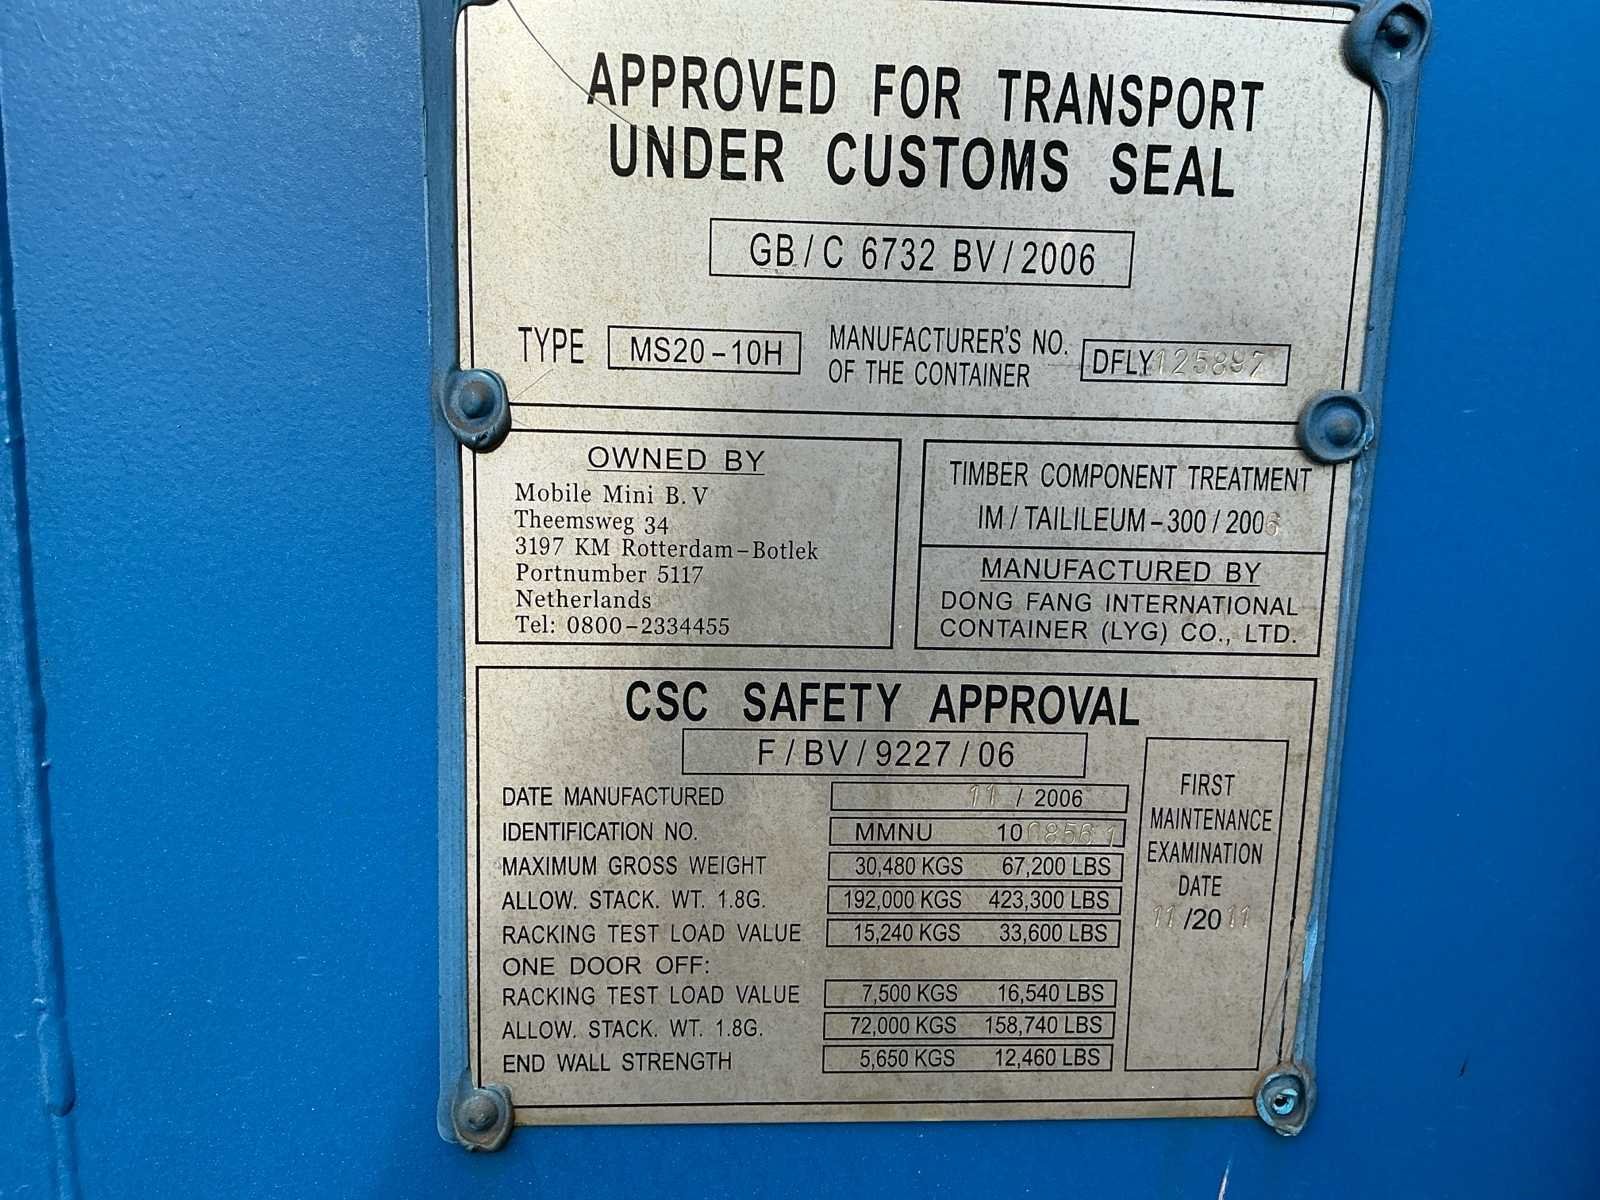 APPROVED FOR TRANSPORT
UNDER CUSTOMS SEAL
GB/C 6732 BV/2006
TYPE MS20-10H MANUFACTURER'S NO. OF THE CONTAINER DFLY125897
OWNED BY
Mobile Mini B.V
Theemsweg 34
3197 KM Rotterdam-Botlek
Portnumber 5117
Netherlands
Tel: 0800-2334455
TIMBER COMPONENT TREATMENT
IM/TAILILEUM-300/2006
MANUFACTURED BY
DONG FANG INTERNATIONAL
CONTAINER (LYG) CO., LTD.
CSC SAFETY APPROVAL
F/BV/9227/06
DATE MANUFACTURED 11 / 2006
IDENTIFICATION NO. MMNU 100856 1
MAXIMUM GROSS WEIGHT 30,480 KGS 67,200 LBS
ALLOW. STACK. WT. 1.8G. 192,000 KGS 423,300 LBS
RACKING TEST LOAD VALUE 15,240 KGS 33,600 LBS
ONE DOOR OFF:
RACKING TEST LOAD VALUE 7,500 KGS 16,540 LBS
ALLOW. STACK. WT. 1.8G. 72,000 KGS 158,740 LBS
END WALL STRENGTH 5,650 KGS 12,460 LBS
FIRST
MAINTENANCE
EXAMINATION
DATE
11/2011